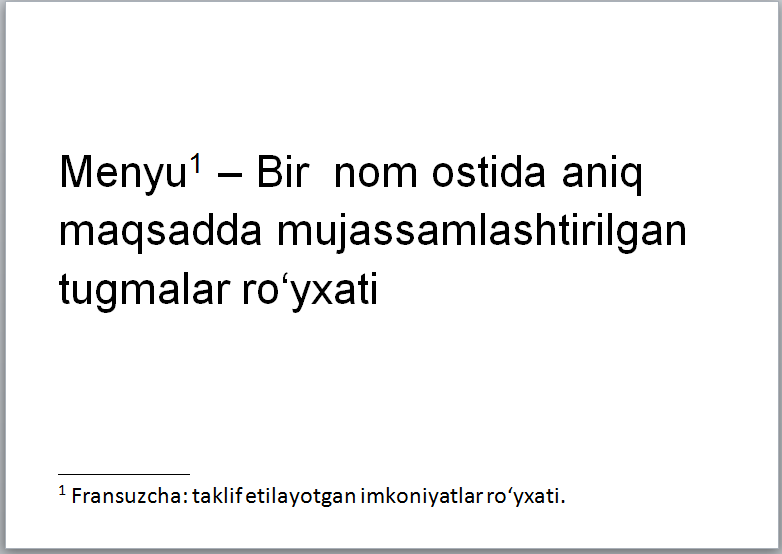 Menyu¹ – Bir  nom ostida aniq
maqsadda mujassamlashtirilgan
tugmalar ro‘yxati
¹ Fransuzcha: taklif etilayotgan imkoniyatlar ro‘yxati.